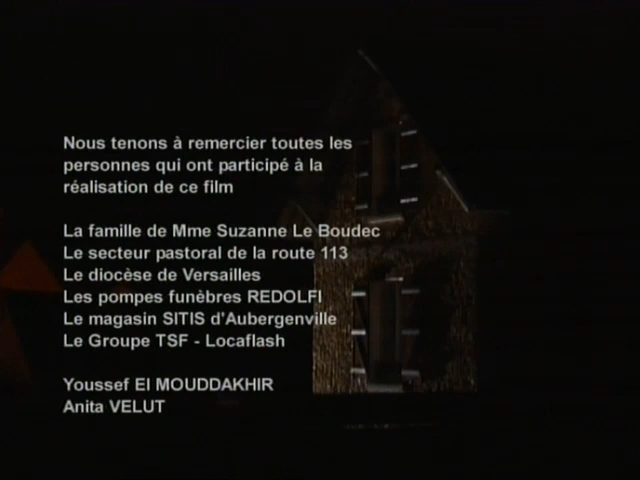 Nous tenons à remercier toutes les
personnes qui ont participé à la
réalisation de ce film
La famille de Mme Suzanne Le Boudec
Le secteur pastoral de la route 113
Le diocèse de Versailles
Les pompes funèbres REDOLFI
Le magasin SITIS d'Aubergenville
Le Groupe TSF - Locaflash
Youssef El MOUDDAKHIR
Anita VELUT